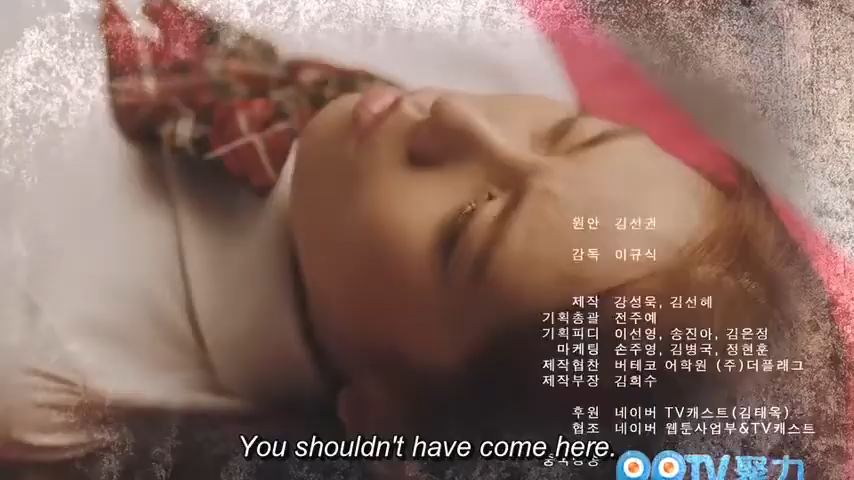 원안 김선권
감독 이규식
제작 강성욱, 김선혜
기획총괄 전주예
기획피디 이선영, 송진아, 김은정
마케팅 손주영, 김병국, 정현훈
제작협찬 버테코 어학원 (주)더플레그
제작부장 김희수
후원 네이버 TV캐스트(김태옥)
협조 네이버 웹툰사업부&TV캐스트
You shouldn't have come here.
PPTV聚力